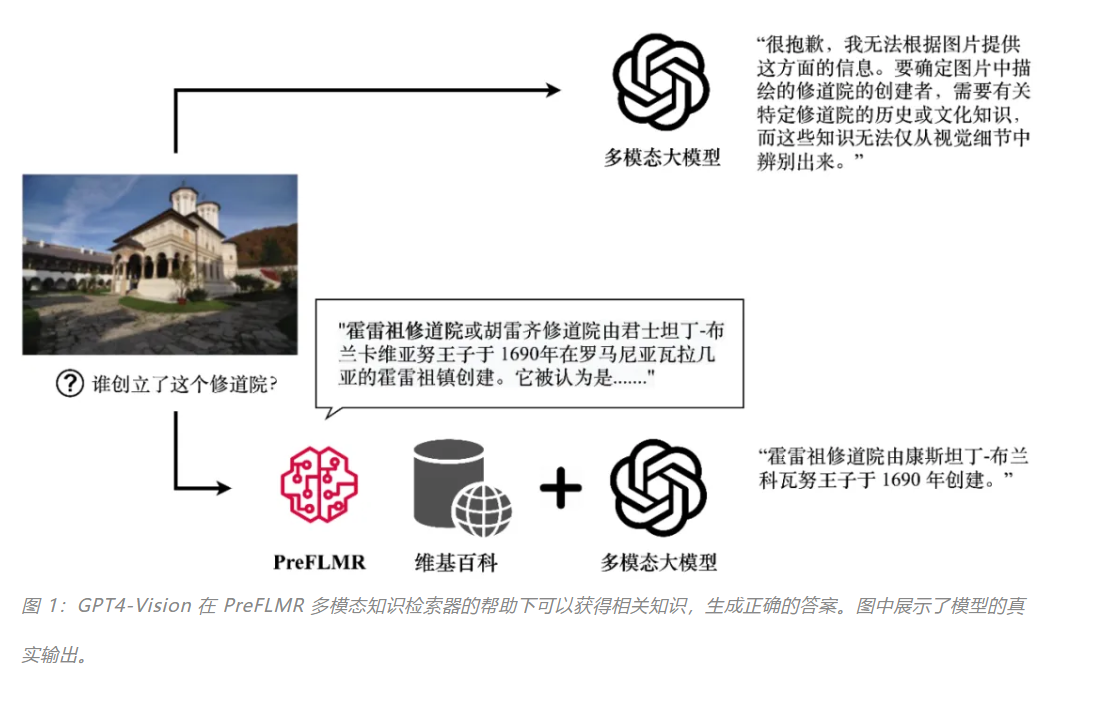 “很抱歉，我无法根据图片提供
这方面的信息。要确定图片中描
绘的修道院的创建者，需要有关
特定修道院的历史或文化知识，
而这些知识无法仅从视觉细节中
辨别出来。”
多模态大模型
"霍雷祖修道院或胡雷齐修道院由君士坦丁-布
兰卡维亚努王子于 1690年在罗马尼亚瓦拉几
亚的霍雷祖镇创建。它被认为是......."
? 谁创立了这个修道院?
“霍雷祖修道院由康斯坦丁-布兰
科瓦努王子于 1690 年创建。”
PreFLMR
维基百科
多模态大模型
图 1：GPT4-Vision 在 PreFLMR 多模态知识检索器的帮助下可以获得相关知识，生成正确的答案。图中展示了模型的真
实输出。